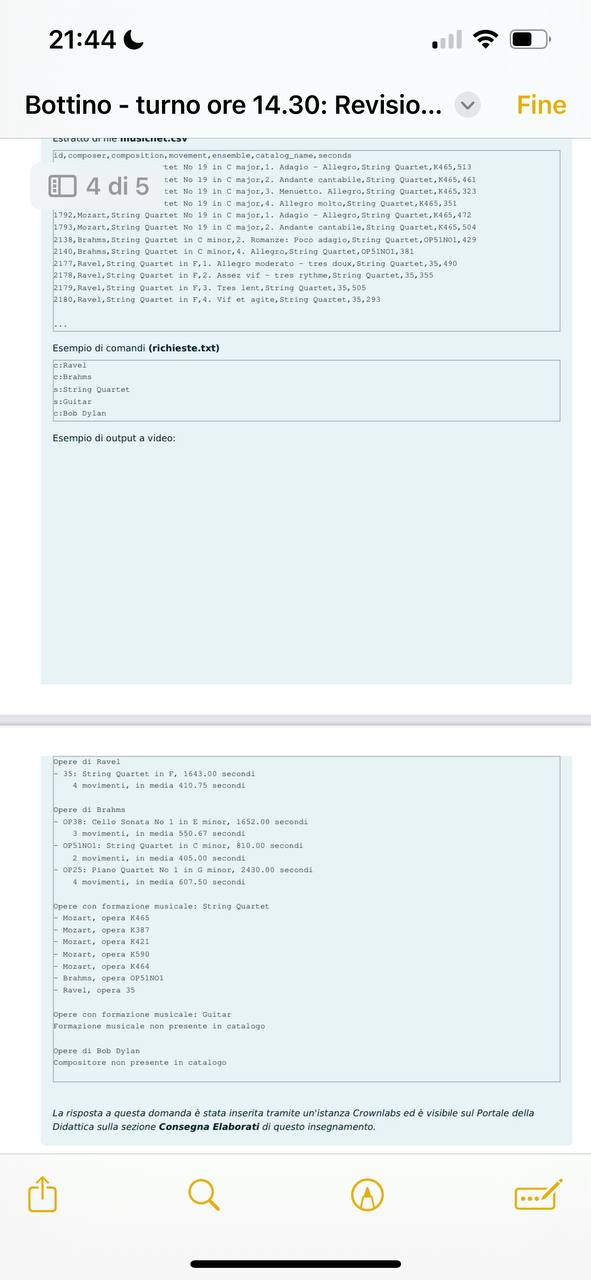 21:44
Bottino - turno ore 14.30: Revisio...
Fine
Estratto di file musicnet.csv
4 di 5
id,composer,composition,movement,ensemble,catalog_name,seconds
tet No 19 in C major,1. Adagio - Allegro,String Quartet,K465,513
tet No 19 in C major,2. Andante cantabile,String Quartet,K465,461
tet No 19 in C major,3. Menuetto. Allegro,String Quartet,K465,323
tet No 19 in C major,4. Allegro molto,String Quartet,K465,351
1792,Mozart,String Quartet No 19 in C major,1. Adagio - Allegro,String Quartet,K465,472
1793,Mozart,String Quartet No 19 in C major,2. Andante cantabile,String Quartet,K465,504
2138,Brahms,String Quartet in C minor,2. Romanze: Poco adagio,String Quartet,OP51NO1,429
2140,Brahms,String Quartet in C minor,4. Allegro,String Quartet,OP51NO1,381
2177,Ravel,String Quartet in F,1. Allegro moderato - tres doux,String Quartet,35,490
2178,Ravel,String Quartet in F,2. Assez vif - tres rythme,String Quartet,35,355
2179,Ravel,String Quartet in F,3. Tres lent,String Quartet,35,505
2180,Ravel,String Quartet in F,4. Vif et agite,String Quartet,35,293
...
Esempio di comandi (richieste.txt)
c:Ravel
c:Brahms
s:String Quartet
s:Guitar
c:Bob Dylan
Esempio di output a video:
Opere di Ravel
- 35: String Quartet in F, 1643.00 secondi
4 movimenti, in media 410.75 secondi
Opere di Brahms
- OP38: Cello Sonata No 1 in E minor, 1652.00 secondi
3 movimenti, in media 550.67 secondi
- OP51NO1: String Quartet in C minor, 810.00 secondi
2 movimenti, in media 405.00 secondi
- OP25: Piano Quartet No 1 in G minor, 2430.00 secondi
4 movimenti, in media 607.50 secondi
Opere con formazione musicale: String Quartet
- Mozart, opera K465
- Mozart, opera K387
- Mozart, opera K421
- Mozart, opera K590
- Mozart, opera K464
- Brahms, opera OP51NO1
- Ravel, opera 35
Opere con formazione musicale: Guitar
Formazione musicale non presente in catalogo
Opere di Bob Dylan
Compositore non presente in catalogo
La risposta a questa domanda è stata inserita tramite un'istanza Crownlabs ed è visibile sul Portale della
Didattica sulla sezione Consegna Elaborati di questo insegnamento.